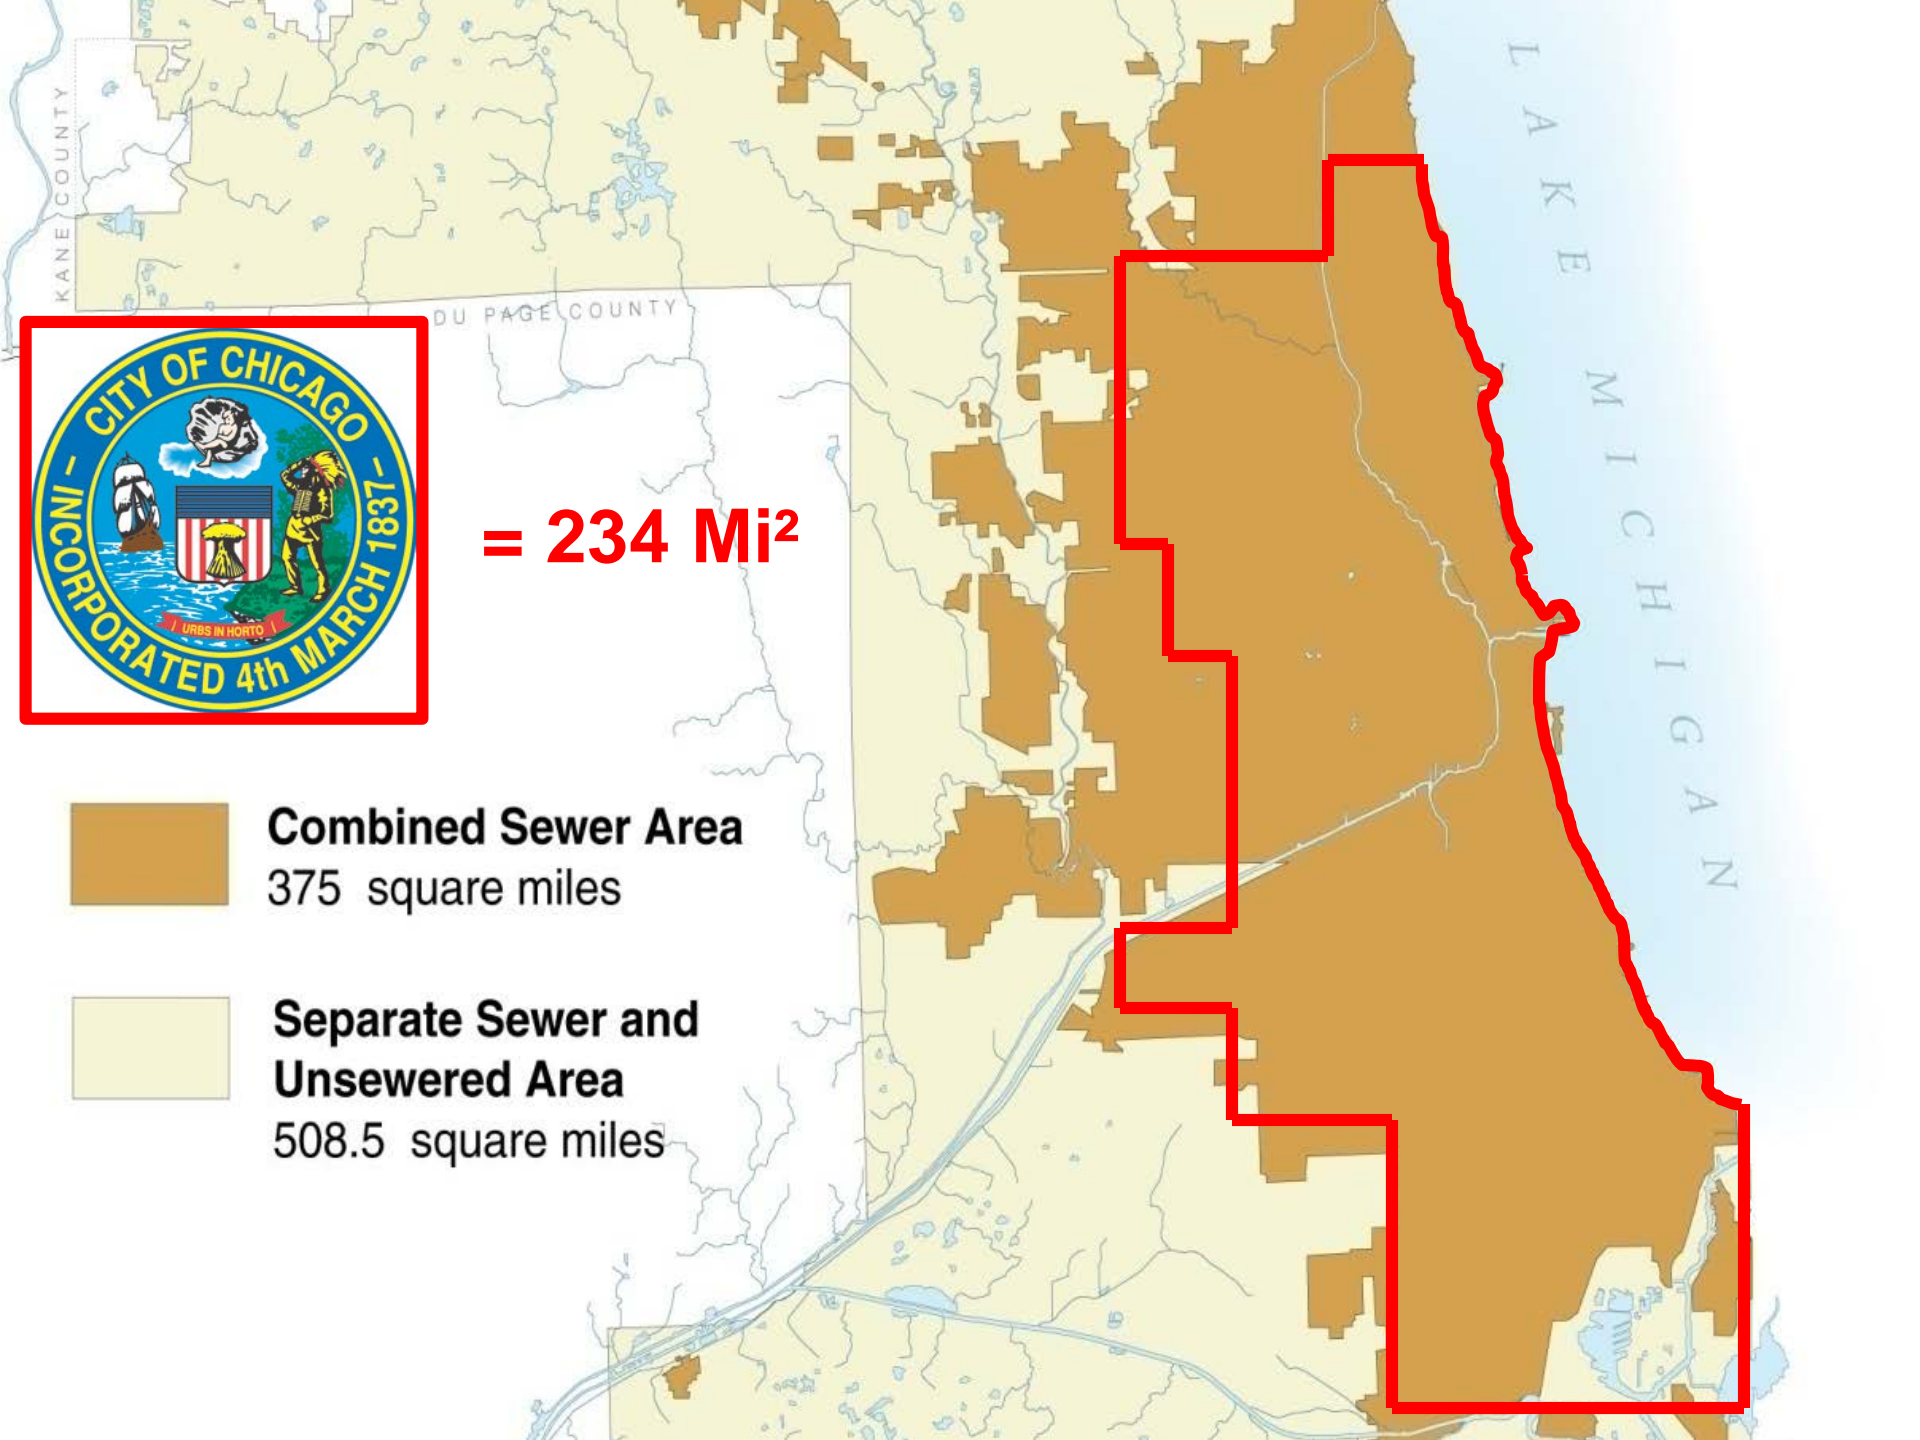 LAKE MICHIGAN
KANE COUNTY
DU PAGE COUNTY
CITY OF CHICAGO
INCORPORATED 4th MARCH 1837
URBS IN HORTO
= 234 Mi²
Combined Sewer Area
375 square miles
Separate Sewer and
Unsewered Area
508.5 square miles